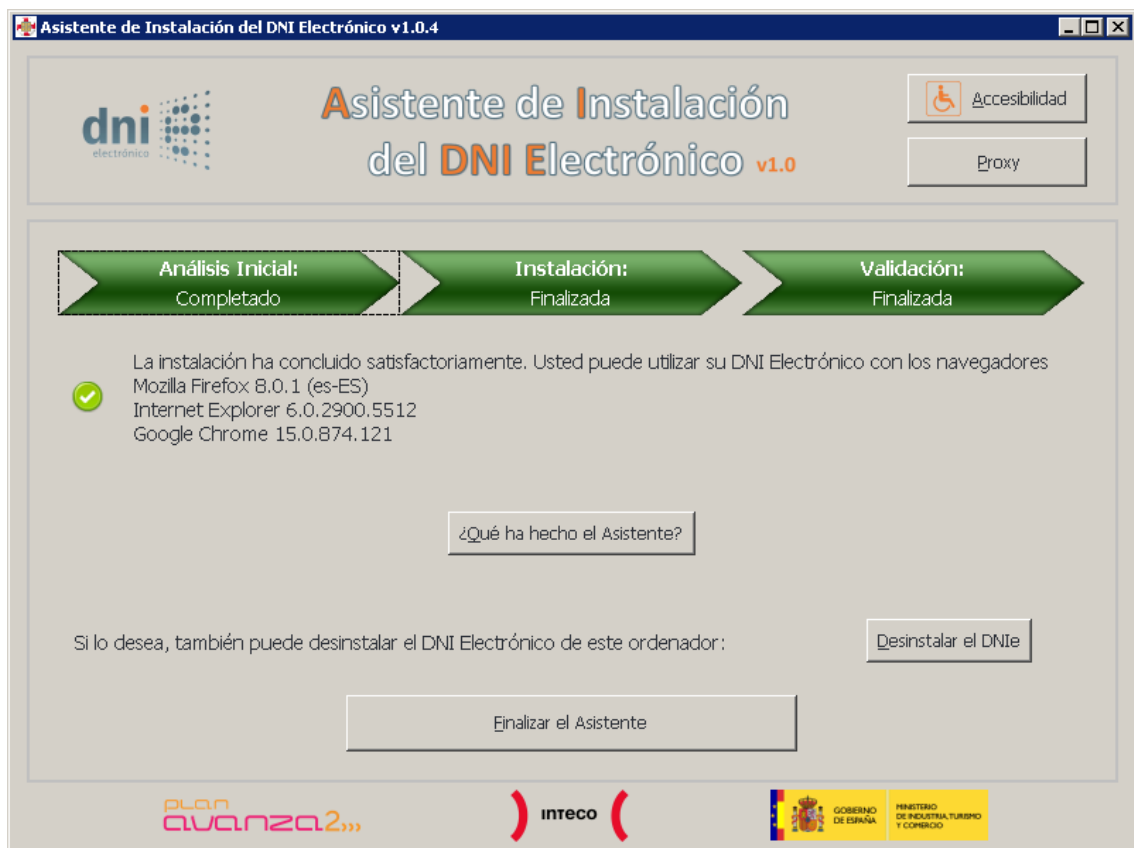 Asistente de Instalación del DNI Electrónico v1.0.4
dni
electrónico
Asistente de Instalación
del DNI Electrónico v1.0
Accesibilidad
Proxy
Análisis Inicial:
Completado
Instalación:
Finalizada
Validación:
Finalizada
La instalación ha concluido satisfactoriamente. Usted puede utilizar su DNI Electrónico con los navegadores
Mozilla Firefox 8.0.1 (es-ES)
Internet Explorer 6.0.2900.5512
Google Chrome 15.0.874.121
¿Qué ha hecho el Asistente?
Si lo desea, también puede desinstalar el DNI Electrónico de este ordenador:
Desinstalar el DNIe
Finalizar el Asistente
PLan
avanza2
INTECO
GOBIERNO
DE ESPAÑA
MINISTERIO
DE INDUSTRIA, TURISMO
Y COMERCIO